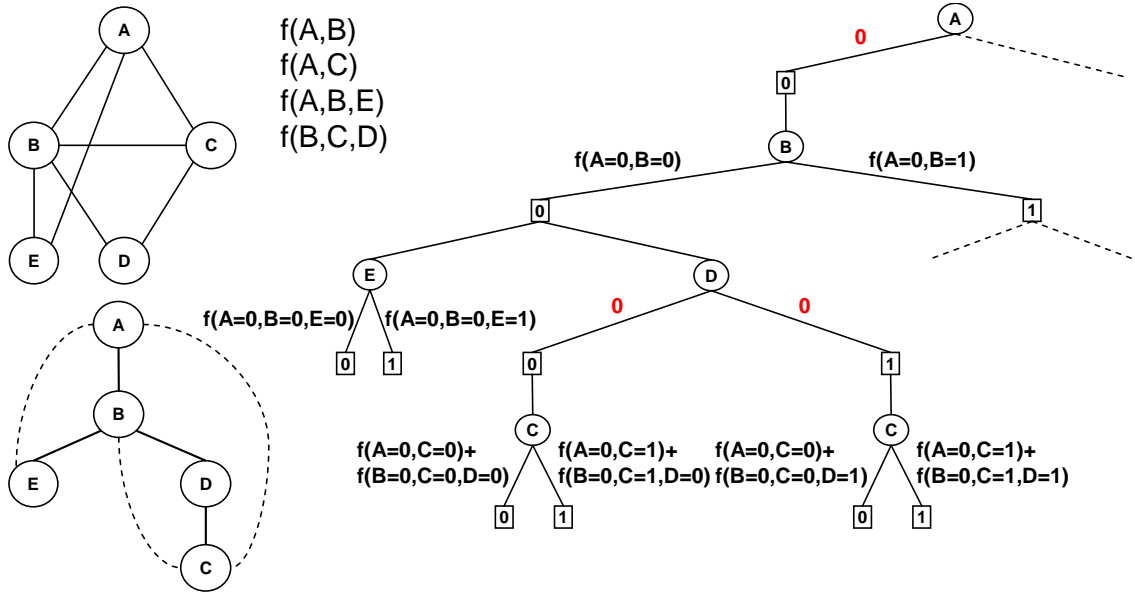 A
B
C
E
D
f(A,B)
f(A,C)
f(A,B,E)
f(B,C,D)
A
B
E
D
C
A
0
0
B
f(A=0,B=0)
f(A=0,B=1)
0
1
E
D
f(A=0,B=0,E=0)
f(A=0,B=0,E=1)
0
0
0
1
0
1
C
C
f(A=0,C=0)+
f(B=0,C=0,D=0)
f(A=0,C=1)+
f(B=0,C=1,D=0)
f(A=0,C=0)+
f(B=0,C=0,D=1)
f(A=0,C=1)+
f(B=0,C=1,D=1)
0
1
0
1